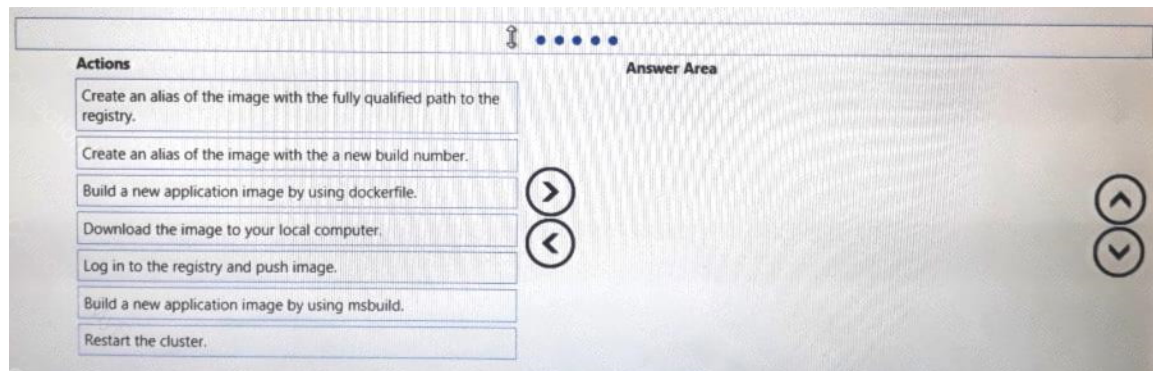 Actions
Answer Area
Create an alias of the image with the fully qualified path to the
registry.
Create an alias of the image with the a new build number.
Build a new application image by using dockerfile.
Download the image to your local computer.
Log in to the registry and push image.
Build a new application image by using msbuild.
Restart the cluster.